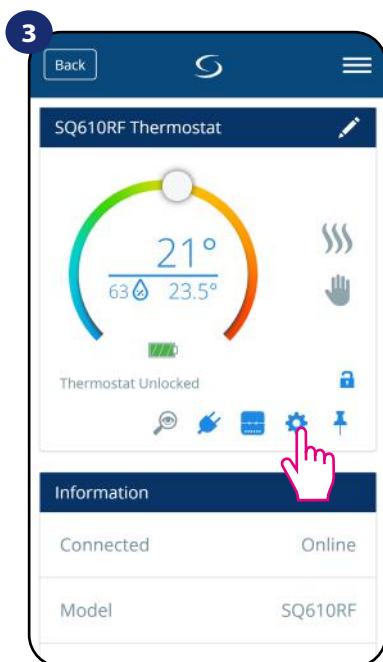 3
Back
SQ610RF Thermostat
21°
63 23.5°
Thermostat Unlocked
Information
Connected Online
Model SQ610RF